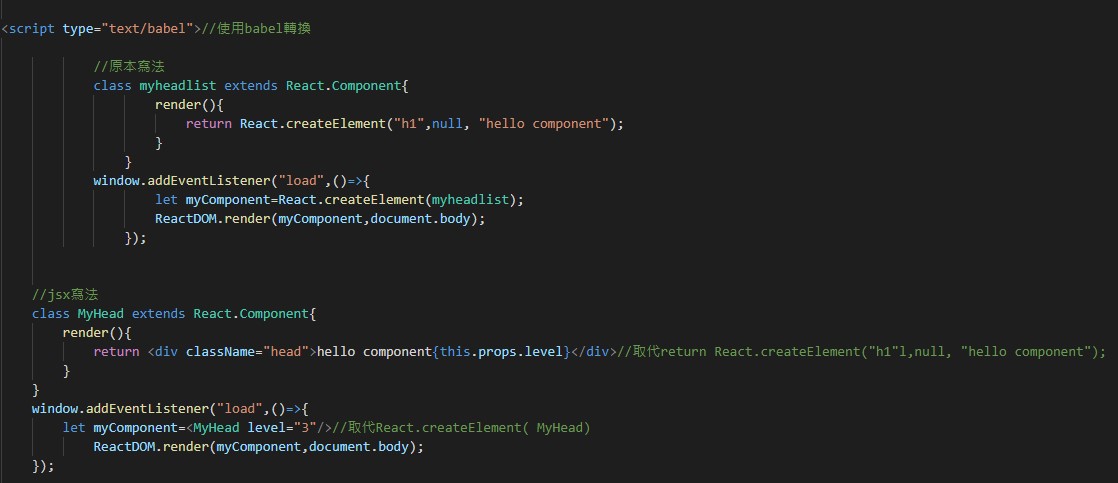 <script type="text/babel">//使用babel轉換
//原本寫法
class myheadlist extends React.Component{
render(){
return React.createElement("h1",null, "hello component");
}
}
window.addEventListener("load",()=>{
let myComponent=React.createElement(myheadlist);
ReactDOM.render(myComponent,document.body);
});
//jsx寫法
class MyHead extends React.Component{
render(){
return <div className="head">hello component{this.props.level}</div>//取代return React.createElement("h1"l,null, "hello component");
}
}
window.addEventListener("load",()=>{
let myComponent=<MyHead level="3"/>//取代React.createElement( MyHead)
ReactDOM.render(myComponent,document.body);
});